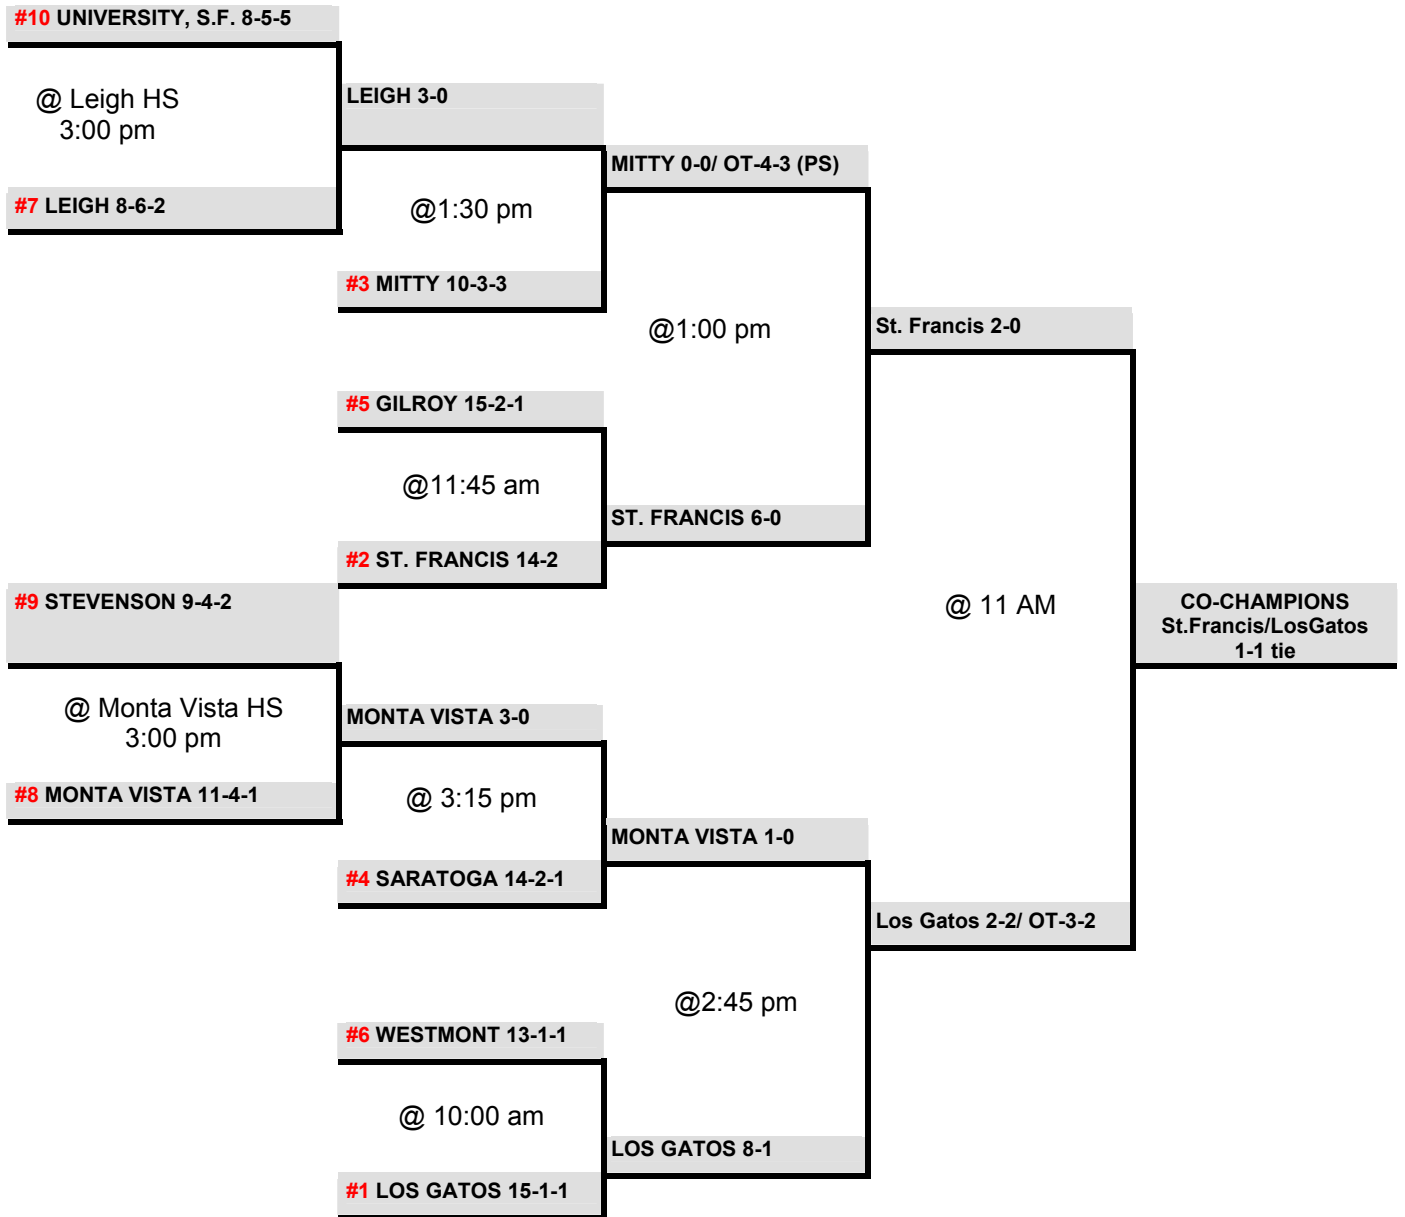 #10 UNIVERSITY, S.F. 8-5-5
@ Leigh HS
3:00 pm
#7 LEIGH 8-6-2
LEIGH 3-0
@1:30 pm
#3 MITTY 10-3-3
MITTY 0-0/ OT-4-3 (PS)
@1:00 pm
#5 GILROY 15-2-1
@11:45 am
#2 ST. FRANCIS 14-2
ST. FRANCIS 6-0
St. Francis 2-0
@ 11 AM
CO-CHAMPIONS
St.Francis/LosGatos
1-1 tie
#9 STEVENSON 9-4-2
@ Monta Vista HS
3:00 pm
#8 MONTA VISTA 11-4-1
MONTA VISTA 3-0
@ 3:15 pm
#4 SARATOGA 14-2-1
MONTA VISTA 1-0
Los Gatos 2-2/ OT-3-2
@2:45 pm
#6 WESTMONT 13-1-1
@ 10:00 am
#1 LOS GATOS 15-1-1
LOS GATOS 8-1